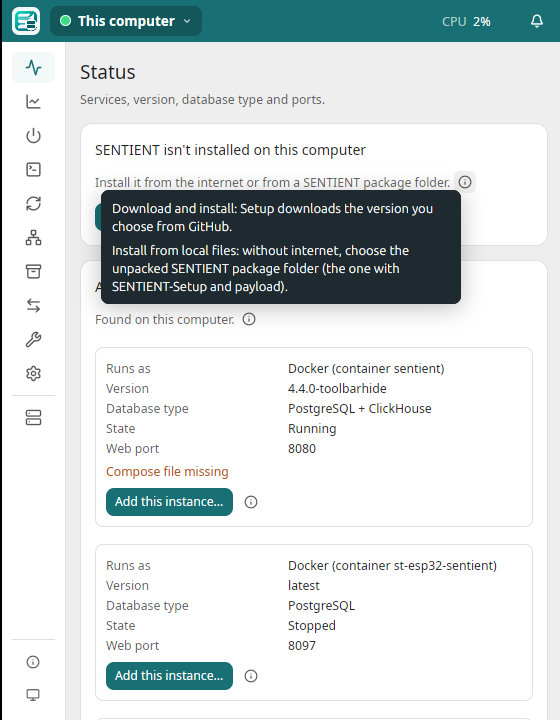 This computer
CPU 2%
Status
Services, version, database type and ports.
SENTIENT isn't installed on this computer
Install it from the internet or from a SENTIENT package folder.
Download and install: Setup downloads the version you
choose from GitHub.
Install from local files: without internet, choose the
unpacked SENTIENT package folder (the one with
SENTIENT-Setup and payload).
Found on this computer.
Runs as Docker (container sentient)
Version 4.4.0-toolbarhide
Database type PostgreSQL + ClickHouse
State Running
Web port 8080
Compose file missing
Add this instance...
Runs as Docker (container st-esp32-sentient)
Version latest
Database type PostgreSQL
State Stopped
Web port 8097
Add this instance...